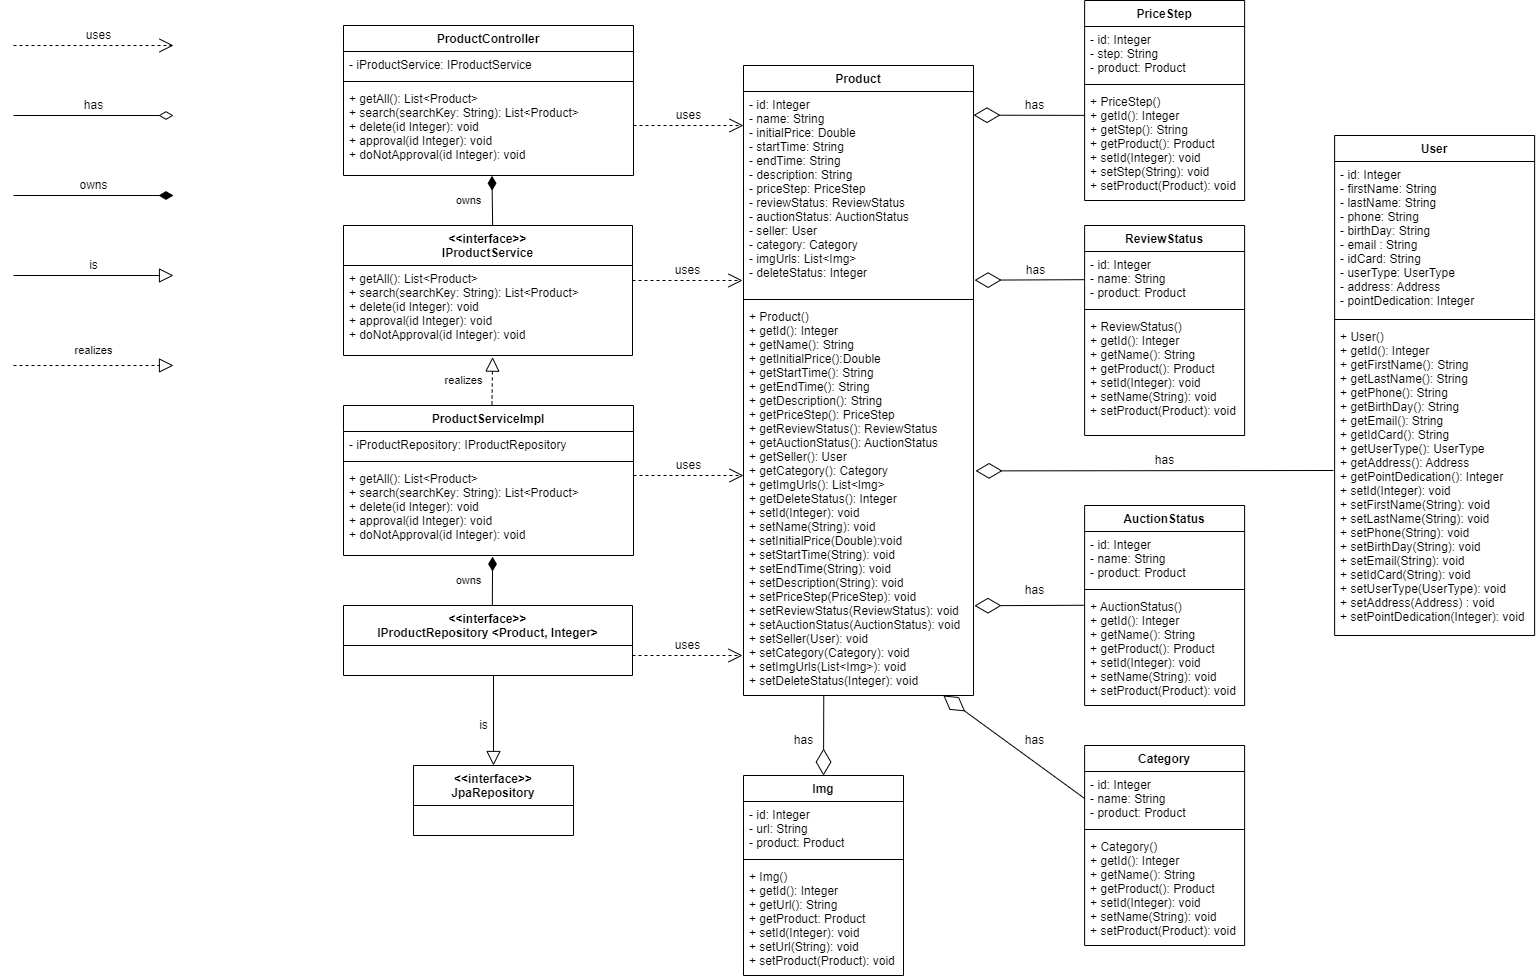 uses
has
owns
is
realizes
ProductController
- iProductService: IProductService
+ getAll(): List<Product>
+ search(searchKey: String): List<Product>
+ delete(id Integer): void
+ approval(id Integer): void
+ doNotApproval(id Integer): void
uses
owns
<<interface>>
IProductService
+ getAll(): List<Product>
+ search(searchKey: String): List<Product>
+ delete(id Integer): void
+ approval(id Integer): void
+ doNotApproval(id Integer): void
uses
realizes
ProductServiceImpl
- iProductRepository: IProductRepository
+ getAll(): List<Product>
+ search(searchKey: String): List<Product>
+ delete(id Integer): void
+ approval(id Integer): void
+ doNotApproval(id Integer): void
uses
owns
<<interface>>
IProductRepository <Product, Integer>
uses
is
<<interface>>
JpaRepository
Product
- id: Integer
- name: String
- initialPrice: Double
- startTime: String
- endTime: String
- description: String
- priceStep: PriceStep
- reviewStatus: ReviewStatus
- auctionStatus: AuctionStatus
- seller: User
- category: Category
- imgUrls: List<Img>
- deleteStatus: Integer
+ Product()
+ getId(): Integer
+ getName(): String
+ getInitialPrice():Double
+ getStartTime(): String
+ getEndTime(): String
+ getDescription(): String
+ getPriceStep(): PriceStep
+ getReviewStatus(): ReviewStatus
+ getAuctionStatus(): AuctionStatus
+ getSeller(): User
+ getCategory(): Category
+ getImgUrls(): List<Img>
+ getDeleteStatus(): Integer
+ setId(Integer): void
+ setName(String): void
+ setInitialPrice(Double):void
+ setStartTime(String): void
+ setEndTime(String): void
+ setDescription(String): void
+ setPriceStep(PriceStep): void
+ setReviewStatus(ReviewStatus): void
+ setAuctionStatus(AuctionStatus): void
+ setSeller(User): void
+ setCategory(Category): void
+ setImgUrls(List<Img>): void
+ setDeleteStatus(Integer): void
has
Img
- id: Integer
- url: String
- product: Product
+ Img()
+ getId(): Integer
+ getUrl(): String
+ getProduct: Product
+ setId(Integer): void
+ setUrl(String): void
+ setProduct(Product): void
has
PriceStep
- id: Integer
- step: String
- product: Product
+ PriceStep()
+ getId(): Integer
+ getStep(): String
+ getProduct(): Product
+ setId(Integer): void
+ setStep(String): void
+ setProduct(Product): void
has
ReviewStatus
- id: Integer
- name: String
- product: Product
+ ReviewStatus()
+ getId(): Integer
+ getName(): String
+ getProduct(): Product
+ setId(Integer): void
+ setName(String): void
+ setProduct(Product): void
has
has
AuctionStatus
- id: Integer
- name: String
- product: Product
+ AuctionStatus()
+ getId(): Integer
+ getName(): String
+ getProduct(): Product
+ setId(Integer): void
+ setName(String): void
+ setProduct(Product): void
has
Category
- id: Integer
- name: String
- product: Product
+ Category()
+ getId(): Integer
+ getName(): String
+ getProduct(): Product
+ setId(Integer): void
+ setName(String): void
+ setProduct(Product): void
User
- id: Integer
- firstName: String
- lastName: String
- phone: String
- birthDay: String
- email : String
- idCard: String
- userType: UserType
- address: Address
- pointDedication: Integer
+ User()
+ getId(): Integer
+ getFirstName(): String
+ getLastName(): String
+ getPhone(): String
+ getBirthDay(): String
+ getEmail(): String
+ getIdCard(): String
+ getUserType(): UserType
+ getAddress(): Address
+ getPointDedication(): Integer
+ setId(Integer): void
+ setFirstName(String): void
+ setLastName(String): void
+ setPhone(String): void
+ setBirthDay(String): void
+ setEmail(String): void
+ setIdCard(String): void
+ setUserType(UserType): void
+ setAddress(Address) : void
+ setPointDedication(Integer): void